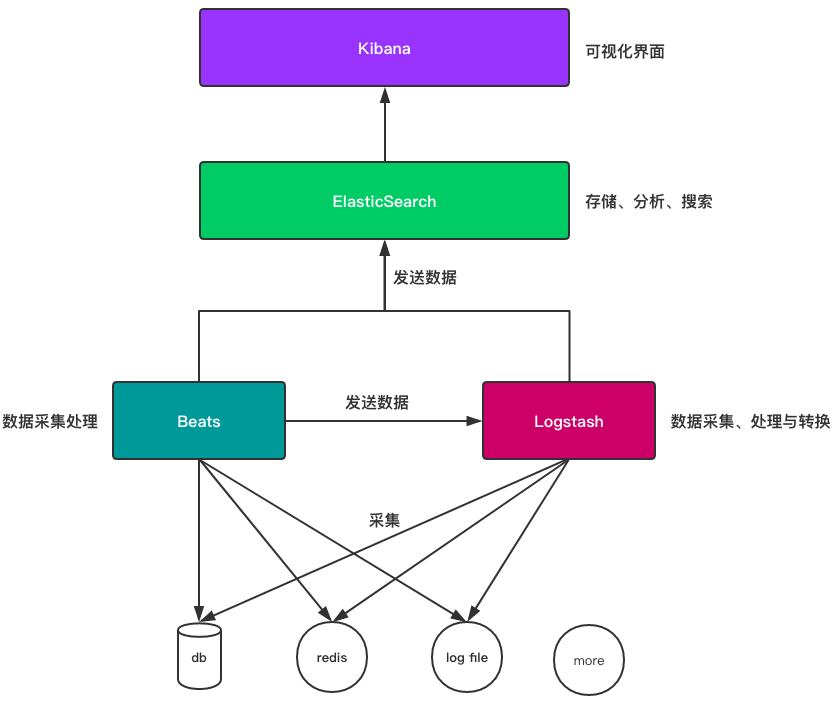 Kibana
可视化界面
ElasticSearch
存储、分析、搜索
发送数据
数据采集处理
Beats
发送数据
Logstash
数据采集、处理与转换
采集
db
redis
log file
more